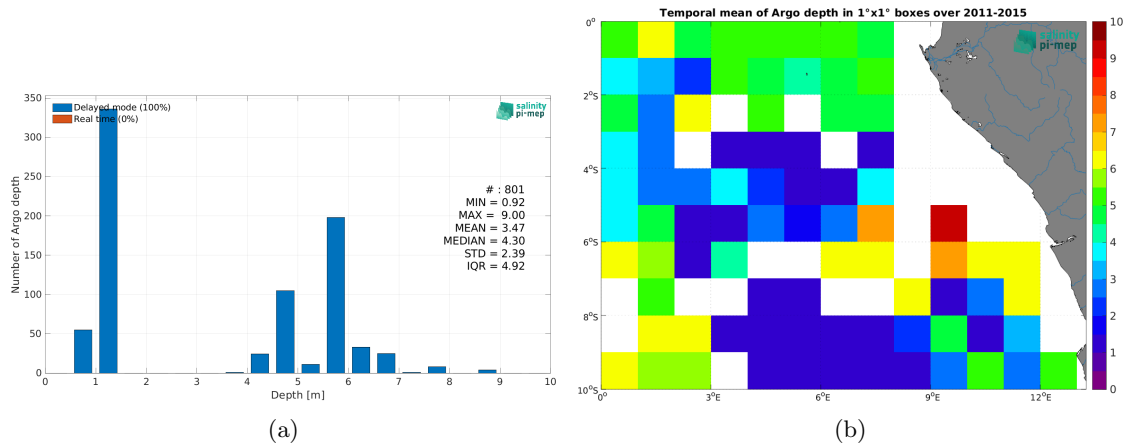 Delayed mode (100%)
Real time (0%)
salinity
pi-mep
350
300
250
200
150
100
50
0
Number of Argo depth
# : 801
MIN = 0.92
MAX = 9.00
MEAN = 3.47
MEDIAN = 4.30
STD = 2.39
IQR = 4.92
0 1 2 3 4 5 6 7 8 9 10
Depth [m]
(a)
Temporal mean of Argo depth in 1°x1° boxes over 2011-2015
salinity
pi-mep
0°
2°S
4°S
6°S
8°S
10°S
0° 3°E 6°E 9°E 12°E
10
9
8
7
6
5
4
3
2
1
0
(b)